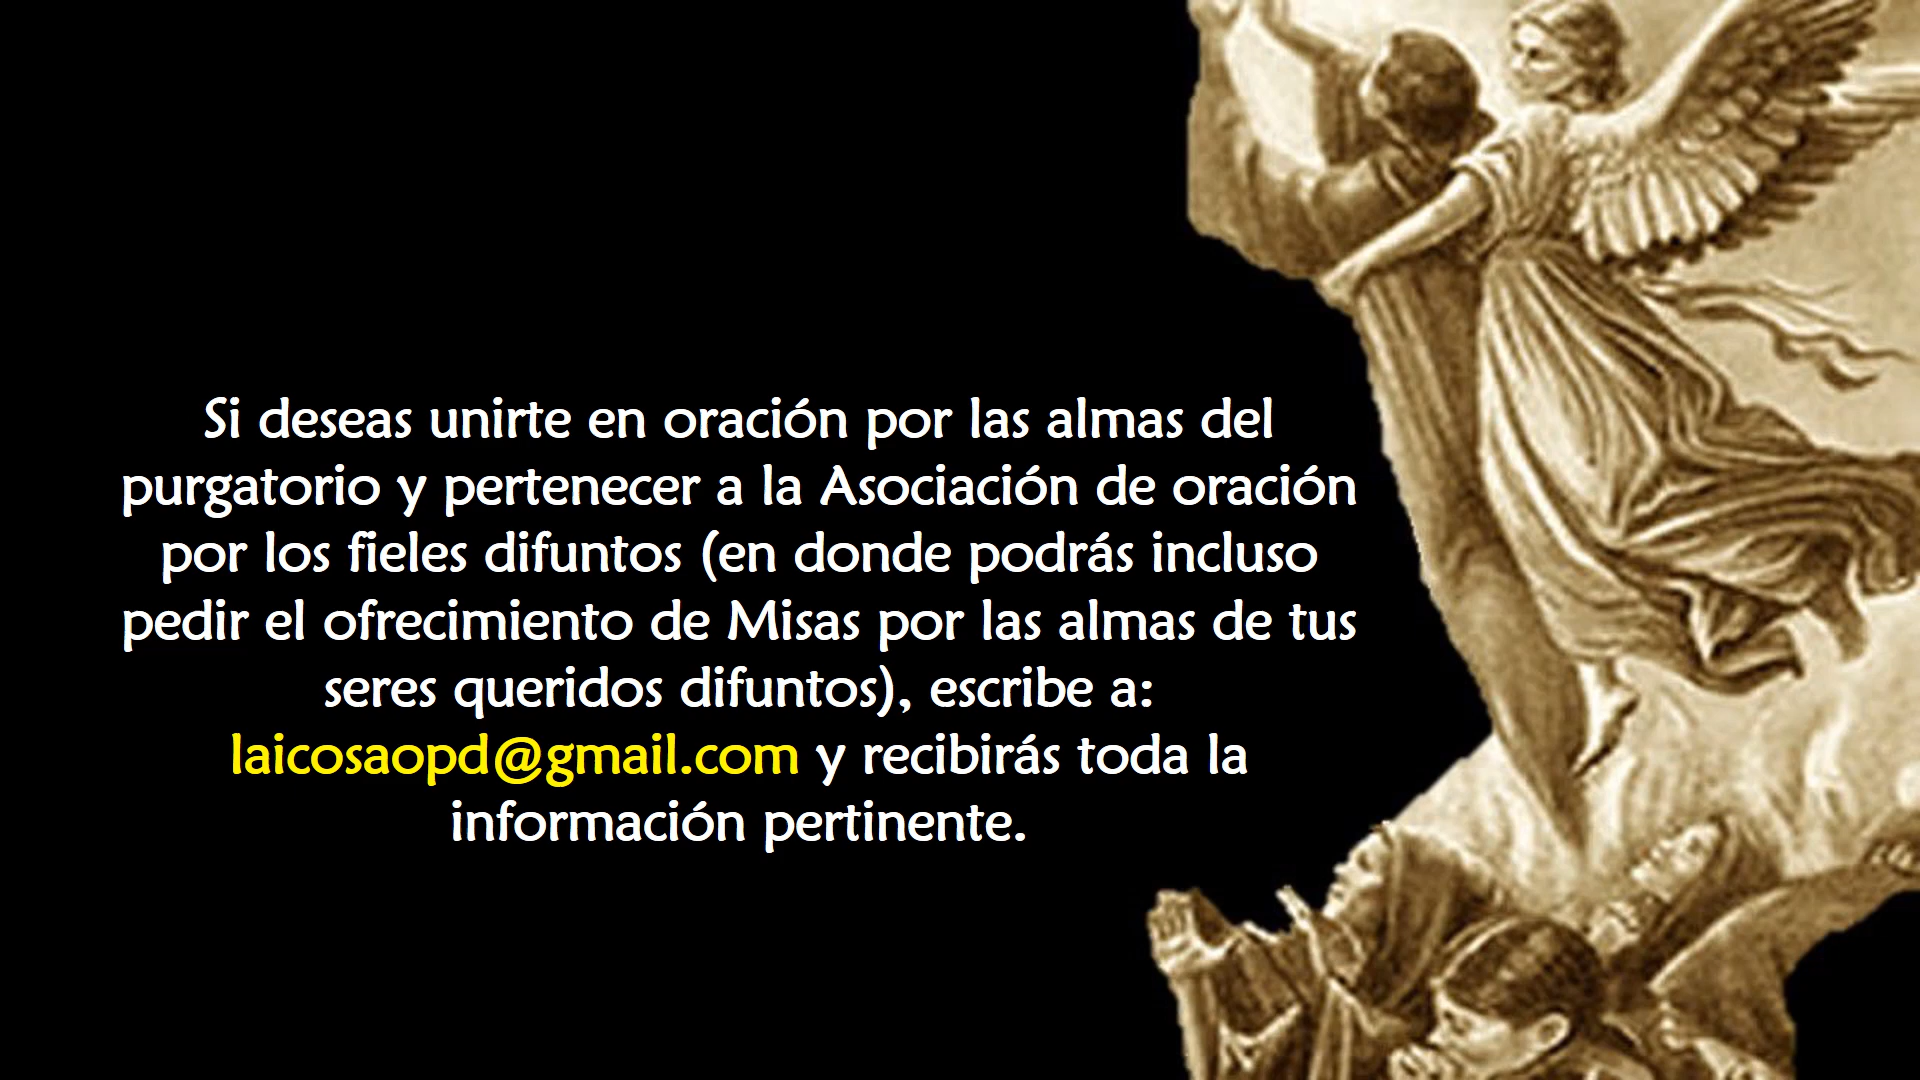 Si deseas unirte en oración por las almas del
purgatorio y pertenecer a la Asociación de oración
por los fieles difuntos (en donde podrás incluso
pedir el ofrecimiento de Misas por las almas de tus
seres queridos difuntos), escribe a:
laicosaopd@gmail.com y recibirás toda la
información pertinente.